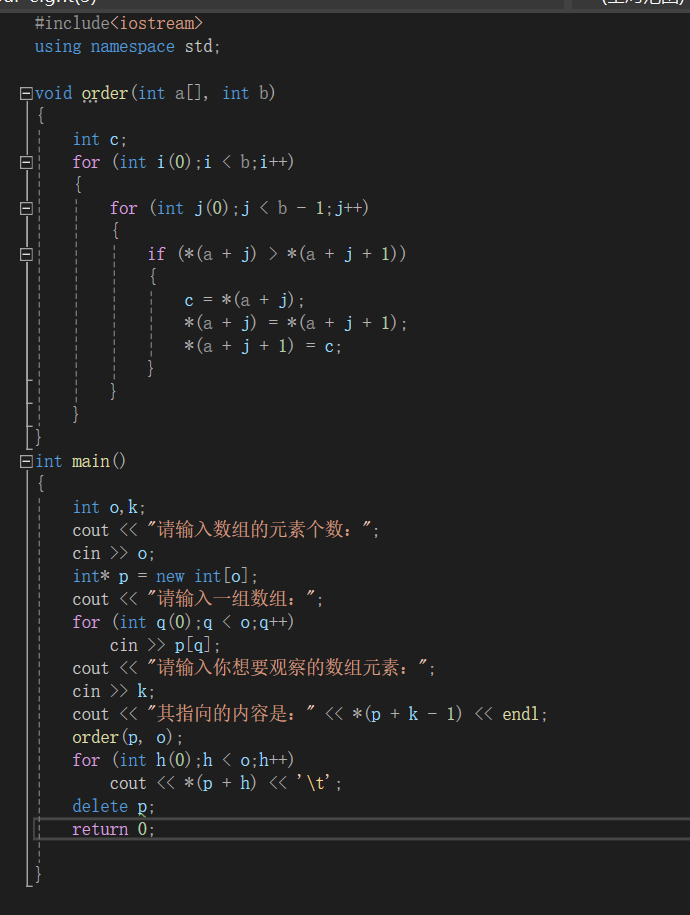 #include<iostream>
using namespace std;
void order(int a[], int b)
{
int c;
for (int i(0);i < b;i++)
{
for (int j(0);j < b - 1;j++)
{
if (*(a + j) > *(a + j + 1))
{
c = *(a + j);
*(a + j) = *(a + j + 1);
*(a + j + 1) = c;
}
}
}
}
int main()
{
int o,k;
cout << "请输入数组的元素个数：";
cin >> o;
int* p = new int[o];
cout << "请输入一组数组：";
for (int q(0);q < o;q++)
cin >> p[q];
cout << "请输入你想要观察的数组元素：";
cin >> k;
cout << "其指向的内容是：" << *(p + k - 1) << endl;
order(p, o);
for (int h(0);h < o;h++)
cout << *(p + h) << '\t';
delete p;
return 0;
}